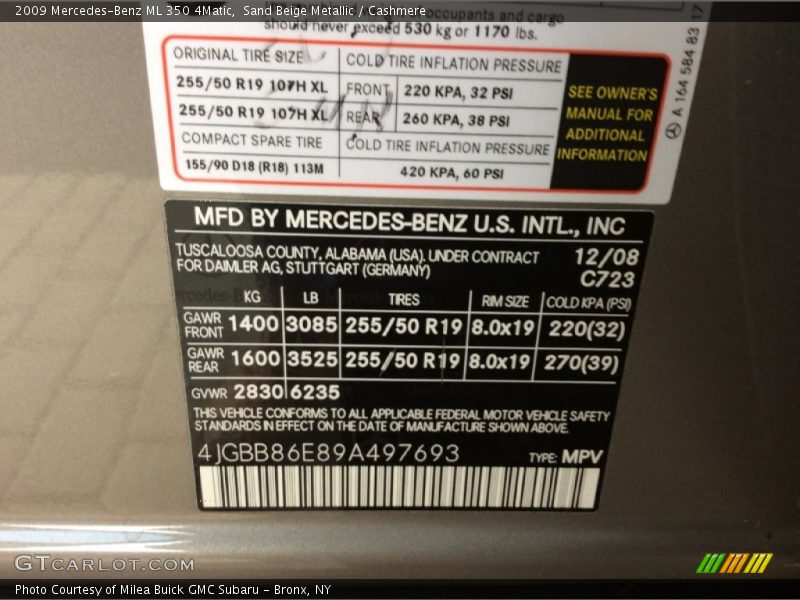 2009 Mercedes-Benz ML 350 4Matic,  Sand Beige Metallic / Cashmere
occupants and cargo
should never exceed 530 kg or 1170 lbs.
ORIGINAL TIRE SIZE COLD TIRE INFLATION PRESSURE
255/50 R19 107H XL FRONT 220 KPA, 32 PSI
255/50 R19 107H XL REAR 260 KPA, 38 PSI
COMPACT SPARE TIRE COLD TIRE INFLATION PRESSURE
155/90 D18 (R18) 113M 420 KPA, 60 PSI
SEE OWNER'S
MANUAL FOR
ADDITIONAL
INFORMATION
A 164 584 83 17
MFD BY MERCEDES-BENZ U.S. INTL., INC
TUSCALOOSA COUNTY, ALABAMA (USA). UNDER CONTRACT 12/08
FOR DAIMLER AG, STUTTGART (GERMANY) C723
KG LB TIRES RIM SIZE COLD KPA (PSI)
GAWR FRONT 1400 3085 255/50 R19 8.0x19 220(32)
GAWR REAR 1600 3525 255/50 R19 8.0x19 270(39)
GVWR 2830 6235
THIS VEHICLE CONFORMS TO ALL APPLICABLE FEDERAL MOTOR VEHICLE SAFETY
STANDARDS IN EFFECT ON THE DATE OF MANUFACTURE SHOWN ABOVE.
4JGBB86E89A497693 TYPE: MPV
GTCARLOT.COM
Photo Courtesy of Milea Buick GMC Subaru - Bronx, NY